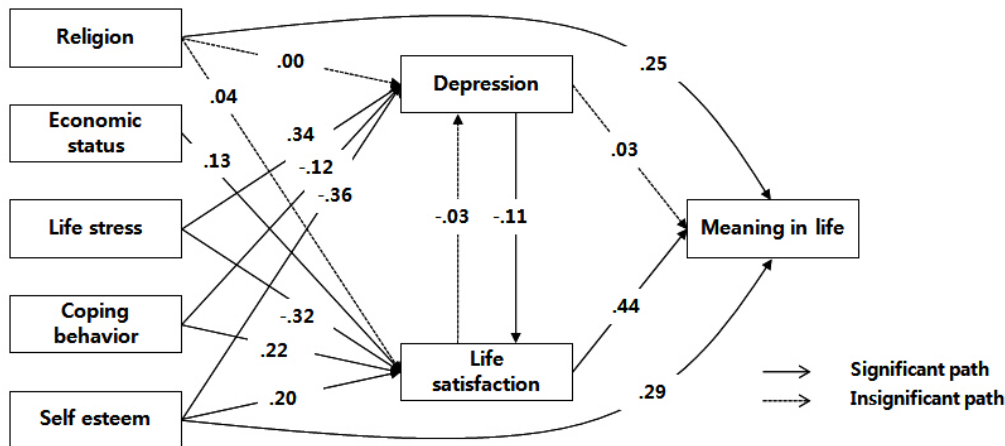 Religion
.00
.25
.04
Depression
Economic
status
.34
.03
.13
-.12
-.36
Life stress
-.03
-.11
Meaning in life
Coping
behavior
-.32
.44
.22
Life
satisfaction
Significant path
.20
.29
Insignificant path
Self esteem